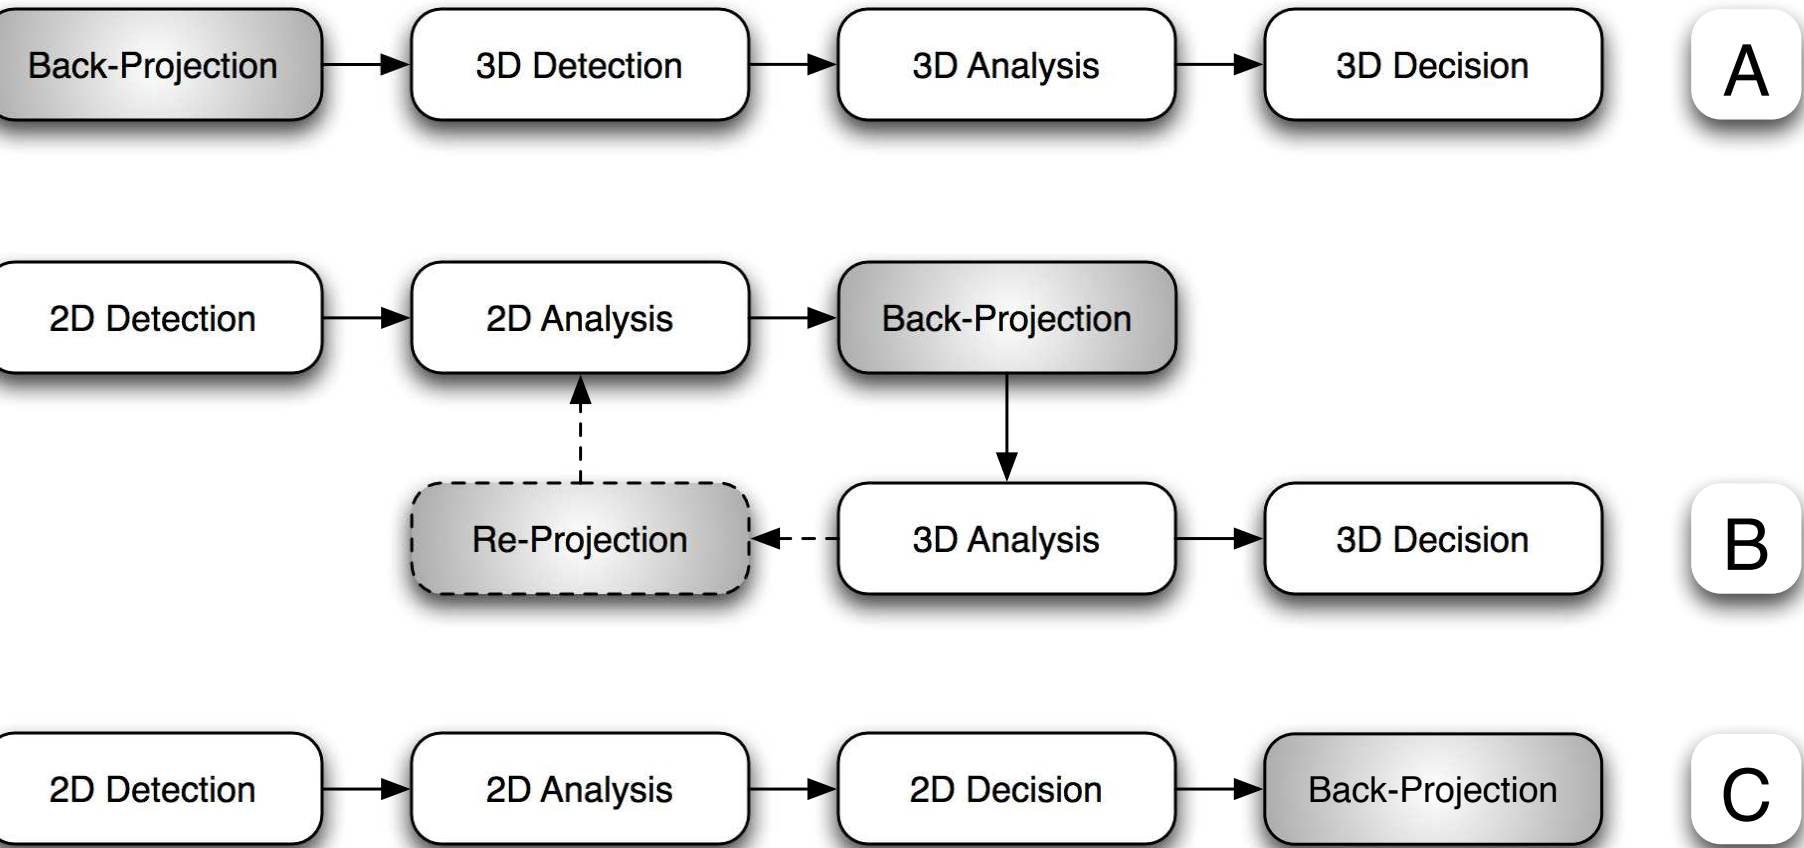 Back-Projection
3D Detection
3D Analysis
3D Decision
A
2D Detection
2D Analysis
Back-Projection
Re-Projection
3D Analysis
3D Decision
B
2D Detection
2D Analysis
2D Decision
Back-Projection
C